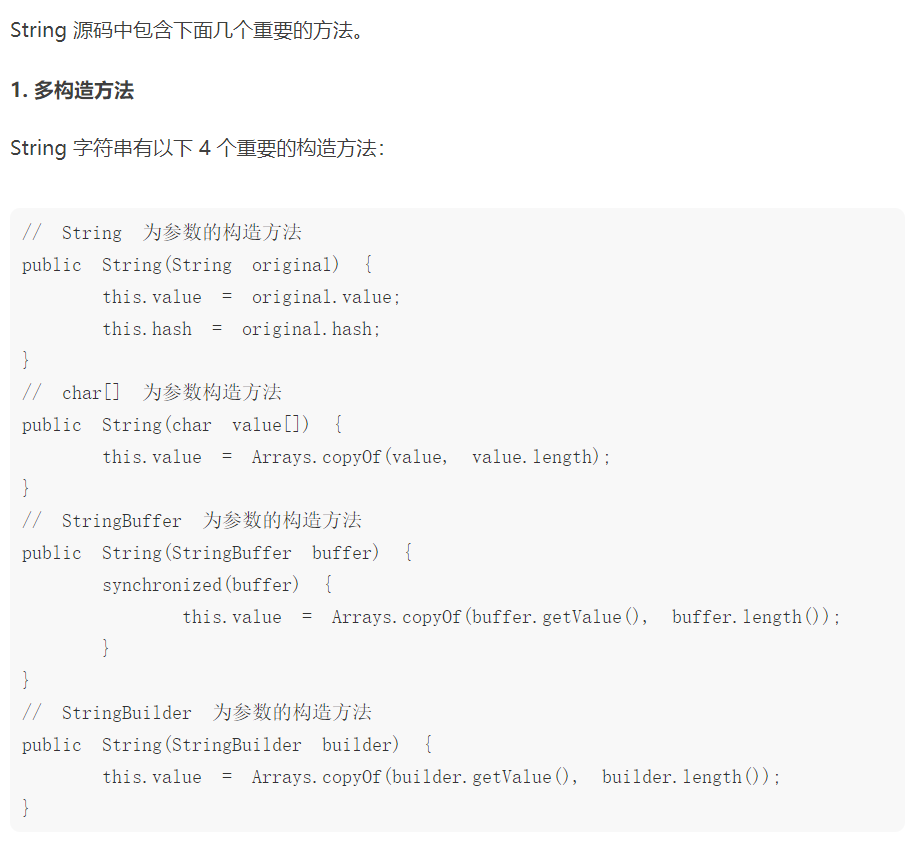 String 源码中包含下面几个重要的方法。
1. 多构造方法
String 字符串有以下 4 个重要的构造方法：
//  String  为参数的构造方法
public  String(String  original)  {
        this.value  =  original.value;
        this.hash  =  original.hash;
}
//  char[]  为参数构造方法
public  String(char  value[])  {
        this.value  =  Arrays.copyOf(value,  value.length);
}
//  StringBuffer  为参数的构造方法
public  String(StringBuffer  buffer)  {
        synchronized(buffer)  {
                this.value  =  Arrays.copyOf(buffer.getValue(),  buffer.length());
        }
}
//  StringBuilder  为参数的构造方法
public  String(StringBuilder  builder)  {
        this.value  =  Arrays.copyOf(builder.getValue(),  builder.length());
}